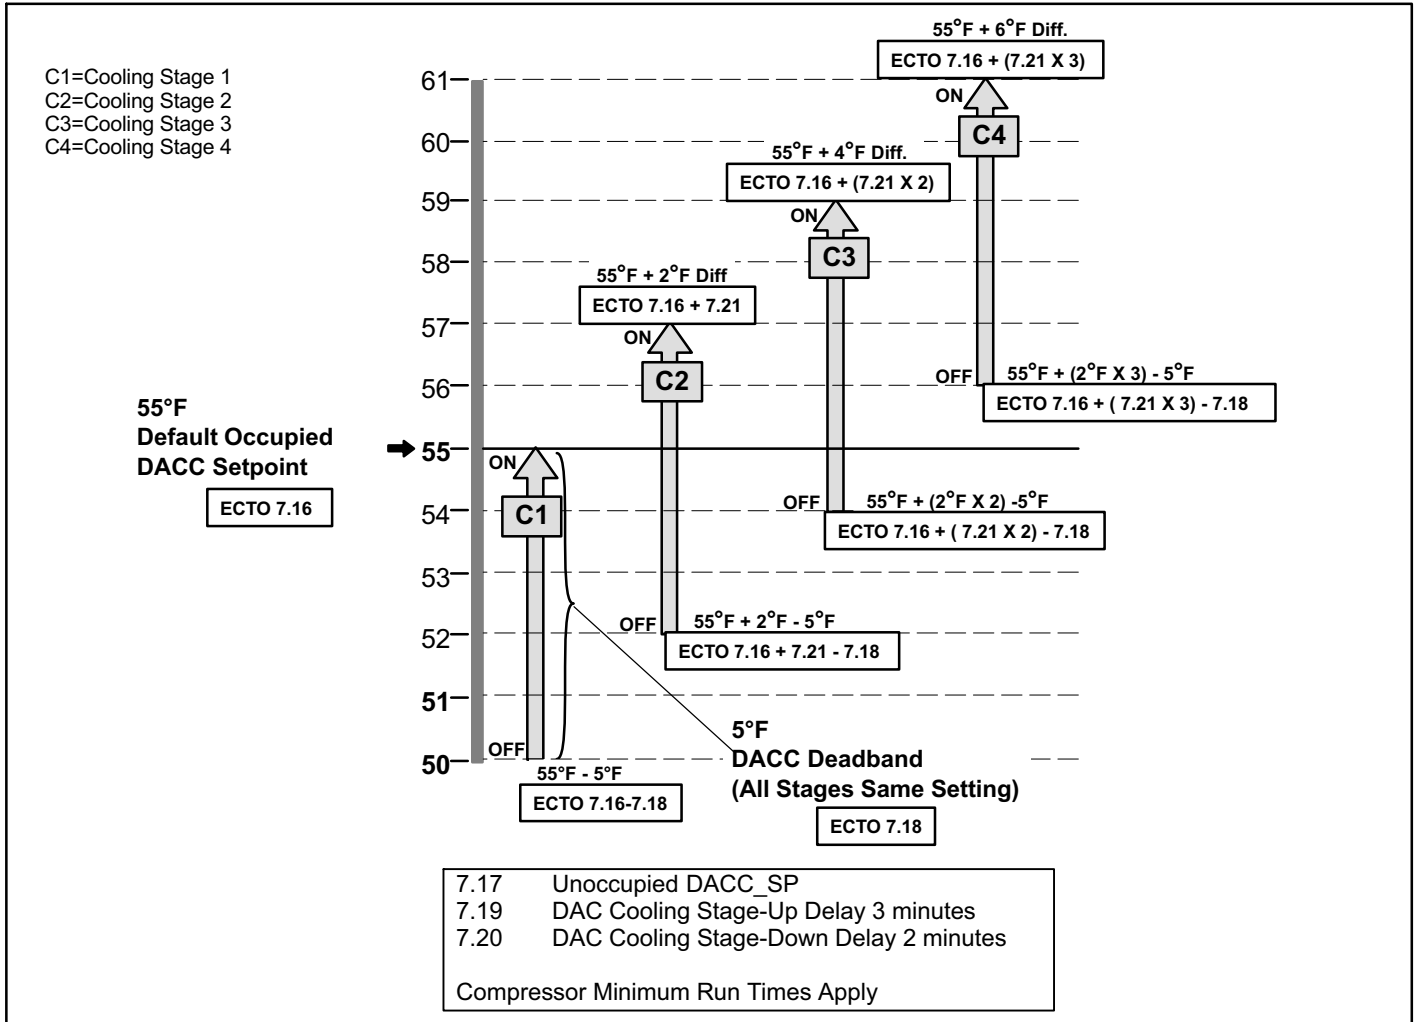 C1=Cooling Stage 1
C2=Cooling Stage 2
C3=Cooling Stage 3
C4=Cooling Stage 4
55°F + 6°F Diff.
ECTO 7.16 + (7.21 X 3)
61
ON
C4
60
55°F + 4°F Diff.
ECTO 7.16 + (7.21 X 2)
59
ON
C3
58
55°F + 2°F Diff
ECTO 7.16 + 7.21
57
ON
C2
56
OFF
55°F + (2°F X 3) - 5°F
ECTO 7.16 + ( 7.21 X 3) - 7.18
55°F
Default Occupied
DACC Setpoint
ECTO 7.16
55
ON
C1
54
OFF
55°F + (2°F X 2) -5°F
ECTO 7.16 + ( 7.21 X 2) - 7.18
53
52
OFF
55°F + 2°F - 5°F
ECTO 7.16 + 7.21 - 7.18
51
50
OFF
55°F - 5°F
ECTO 7.16-7.18
5°F
DACC Deadband
(All Stages Same Setting)
ECTO 7.18
7.17 Unoccupied DACC_SP
7.19 DAC Cooling Stage-Up Delay 3 minutes
7.20 DAC Cooling Stage-Down Delay 2 minutes
Compressor Minimum Run Times Apply